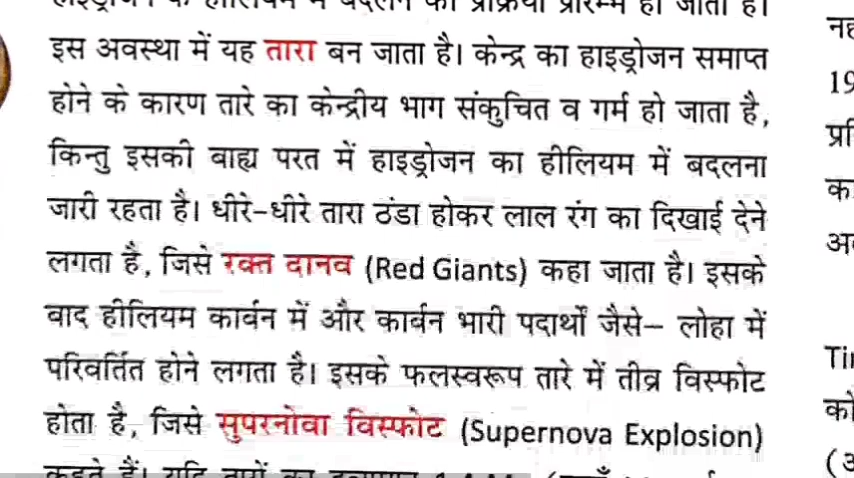 इस अवस्था में यह तारा बन जाता है। केन्द्र का हाइड्रोजन समाप्त
होने के कारण तारे का केन्द्रीय भाग संकुचित व गर्म हो जाता है,
किन्तु इसकी बाह्य परत में हाइड्रोजन का हीलियम में बदलना
जारी रहता है। धीरे-धीरे तारा ठंडा होकर लाल रंग का दिखाई देने
लगता है, जिसे रक्त दानव (Red Giants) कहा जाता है। इसके
बाद हीलियम कार्बन में और कार्बन भारी पदार्थों जैसे– लोहा में
परिवर्तित होने लगता है। इसके फलस्वरूप तारे में तीव्र विस्फोट
होता है, जिसे सुपरनोवा विस्फोट (Supernova Explosion)
19